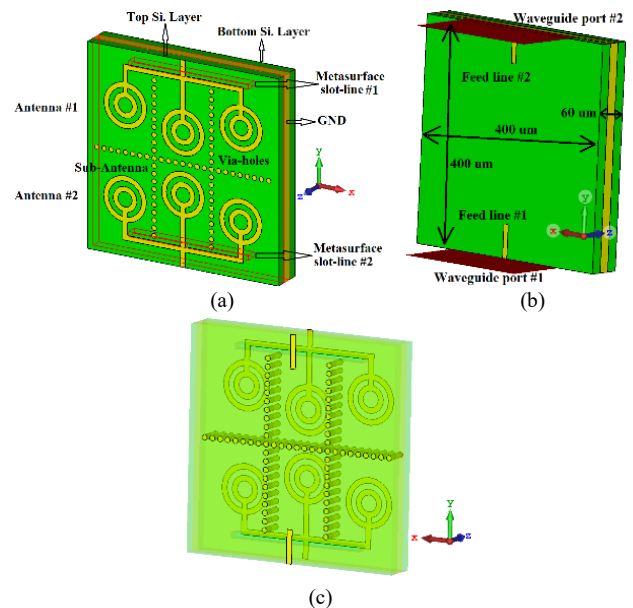 Top Si. Layer
Bottom Si. Layer
Metasurface
slot-line #1
Antenna #1
GND
Via-holes
Sub-Antenna
y
x
z
Antenna #2
Metasurface
slot-line #2
(a)
Waveguide port #2
Feed line #2
60 um
400 um
400 um
Feed line #1
y
x
z
Waveguide port #1
(b)
y
x
z
(c)